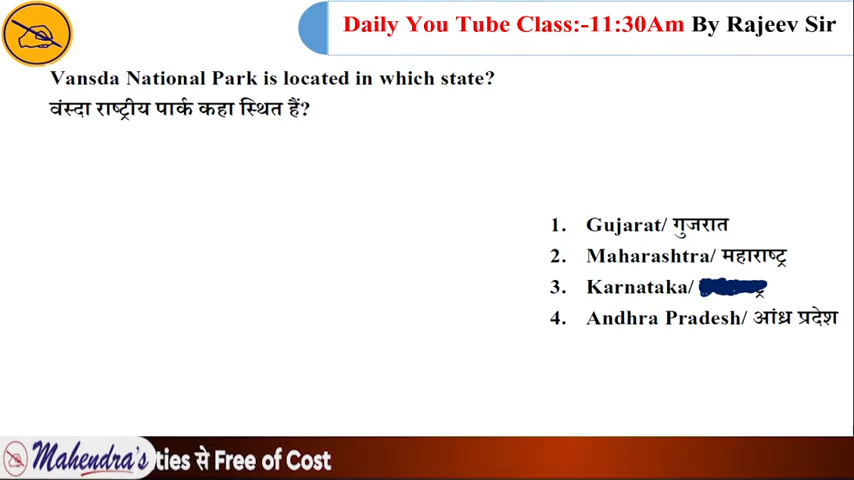 Daily You Tube Class:-11:30Am By Rajeev Sir
Vansda National Park is located in which state?
वंस्दा राष्ट्रीय पार्क कहा स्थित हैं?
1. Gujarat/ गुजरात
2. Maharashtra/ महाराष्ट्र
3. Karnataka/
4. Andhra Pradesh/ आंध्र प्रदेश
Mahendra's ties से Free of Cost